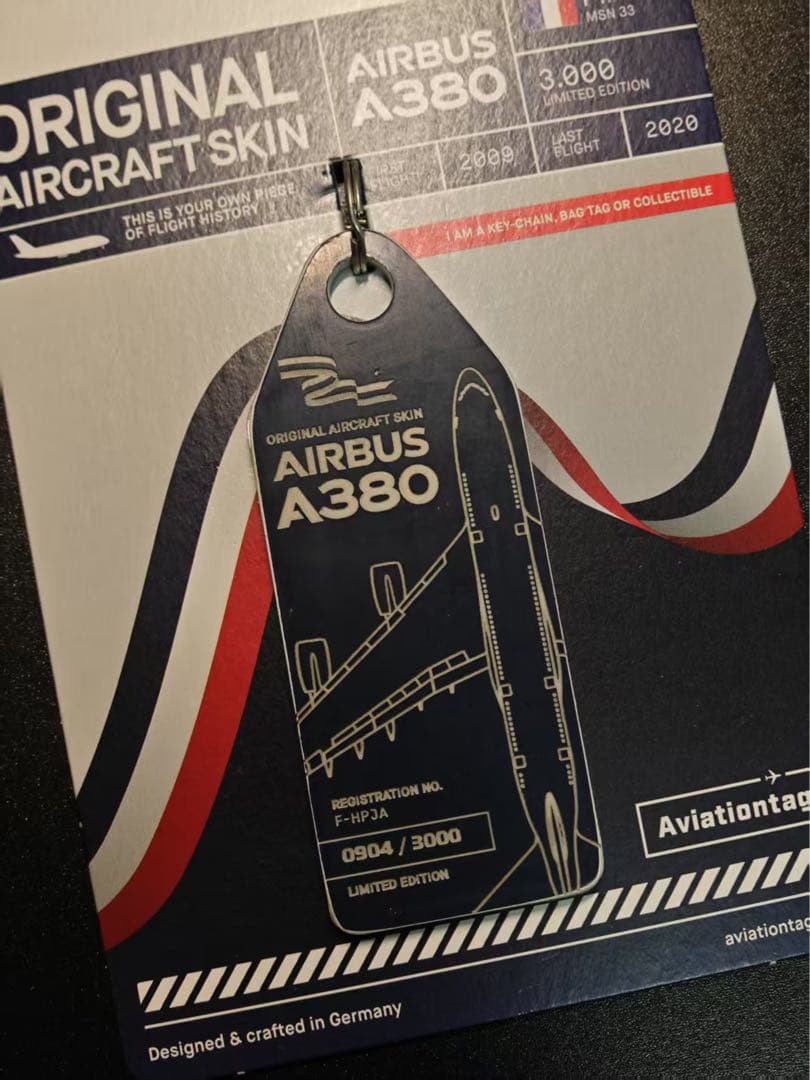 ORIGINAL
AIRCRAFT SKIN
AIRBUS
A380
MSN 33
3.000
LIMITED EDITION
FIRST
FLIGHT
2009
LAST
FLIGHT
2020
THIS IS YOUR OWN PIECE
OF FLIGHT HISTORY
I AM A KEY-CHAIN, BAG TAG OR COLLECTIBLE
ORIGINAL AIRCRAFT SKIN
AIRBUS
A380
REGISTRATION NO.
F-HPJA
0904 / 3000
LIMITED EDITION
Aviationtag
aviationtag
Designed & crafted in Germany